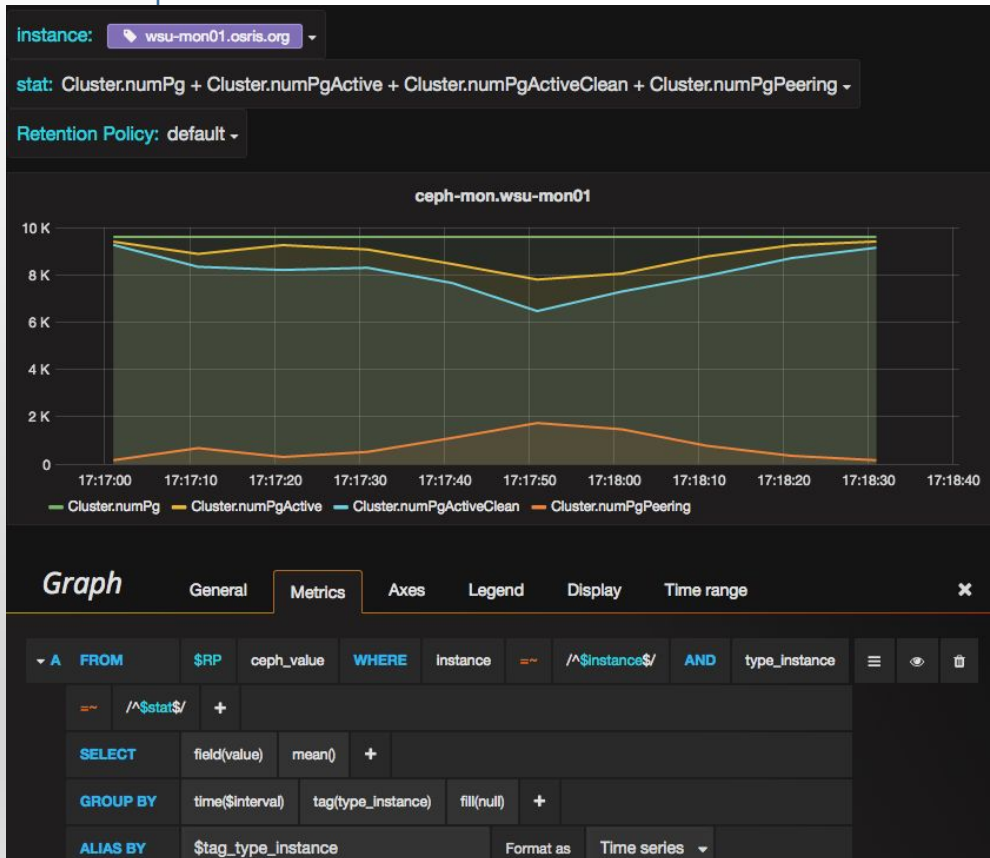 instance: wsu-mon01.osris.org
stat: Cluster.numPg + Cluster.numPgActive + Cluster.numPgActiveClean + Cluster.numPgPeering
Retention Policy: default
ceph-mon.wsu-mon01
10 K
8 K
6 K
4 K
2 K
0
17:17:00 17:17:10 17:17:20 17:17:30 17:17:40 17:17:50 17:18:00 17:18:10 17:18:20 17:18:30 17:18:40
Cluster.numPg Cluster.numPgActive Cluster.numPgActiveClean Cluster.numPgPeering
Graph General Metrics Axes Legend Display Time range ×
A FROM $RP ceph_value WHERE instance =~ /^$instance$/ AND type_instance
=~ /^$stat$/ +
SELECT field(value) mean() +
GROUP BY time($interval) tag(type_instance) fill(null) +
ALIAS BY $tag_type_instance Format as Time series